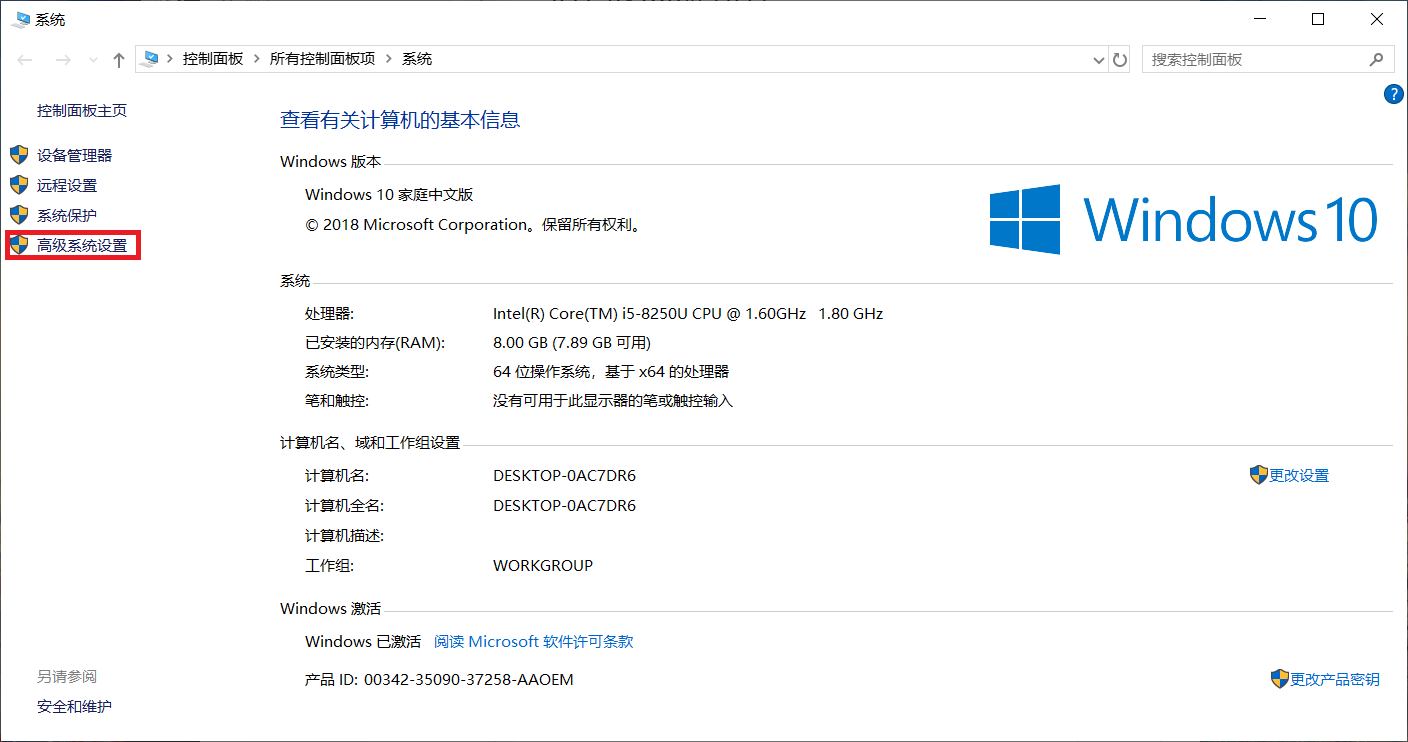 系统
控制面板 > 所有控制面板项 > 系统
搜索控制面板
?
控制面板主页
设备管理器
远程设置
系统保护
高级系统设置
另请参阅
安全和维护
查看有关计算机的基本信息
Windows 版本
Windows 10 家庭中文版
© 2018 Microsoft Corporation。保留所有权利。
Windows 10
系统
处理器: Intel(R) Core(TM) i5-8250U CPU @ 1.60GHz 1.80 GHz
已安装的内存(RAM): 8.00 GB (7.89 GB 可用)
系统类型: 64 位操作系统，基于 x64 的处理器
笔和触控: 没有可用于此显示器的笔或触控输入
计算机名、域和工作组设置
计算机名: DESKTOP-0AC7DR6 更改设置
计算机全名: DESKTOP-0AC7DR6
计算机描述:
工作组: WORKGROUP
Windows 激活
Windows 已激活 阅读 Microsoft 软件许可条款
产品 ID: 00342-35090-37258-AAOEM 更改产品密钥